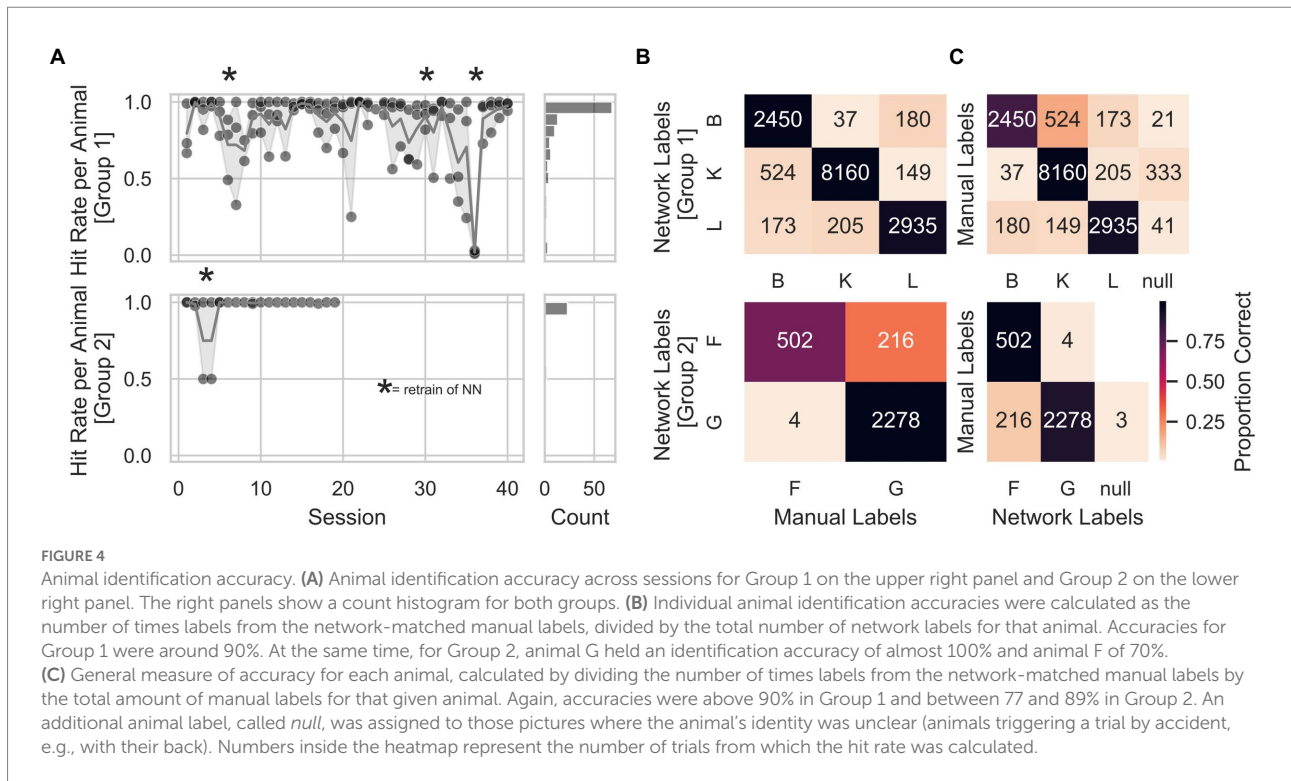 A
B
C
* * *
Hit Rate per Animal
[Group 1]
1.0
0.5
0.0
Network Labels
[Group 1]
B
K
L
2450 37 180
524 8160 149
173 205 2935
B K L
Manual Labels
B
K
L
2450 524 173 21
37 8160 205 333
180 149 2935 41
B K L null
Hit Rate per Animal
[Group 2]
*
1.0
0.5
0.0
*= retrain of NN
0 10 20 30 40
Session
0 50
Count
Network Labels
[Group 2]
F
G
502 216
4 2278
F G
Manual Labels
Manual Labels
502 4
216 2278 3
F G null
Network Labels
0.75
0.50
0.25
Proportion Correct
FIGURE 4
Animal identification accuracy. (A) Animal identification accuracy across sessions for Group 1 on the upper right panel and Group 2 on the lower
right panel. The right panels show a count histogram for both groups. (B) Individual animal identification accuracies were calculated as the
number of times labels from the network-matched manual labels, divided by the total number of network labels for that animal. Accuracies for
Group 1 were around 90%. At the same time, for Group 2, animal G held an identification accuracy of almost 100% and animal F of 70%.
(C) General measure of accuracy for each animal, calculated by dividing the number of times labels from the network-matched manual labels by
the total amount of manual labels for that given animal. Again, accuracies were above 90% in Group 1 and between 77 and 89% in Group 2. An
additional animal label, called null, was assigned to those pictures where the animal's identity was unclear (animals triggering a trial by accident,
e.g., with their back). Numbers inside the heatmap represent the number of trials from which the hit rate was calculated.